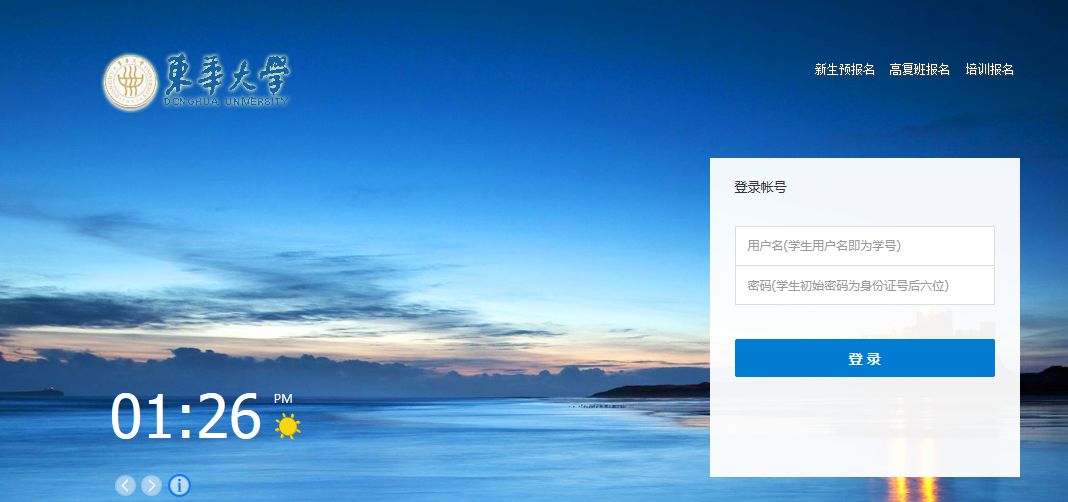 東華大學
DONGHUA UNIVERSITY
新生预报名 高复班报名 培训报名
登录帐号
用户名(学生用户名即为学号)
密码(学生初始密码为身份证号后六位)
登 录
01:26 PM